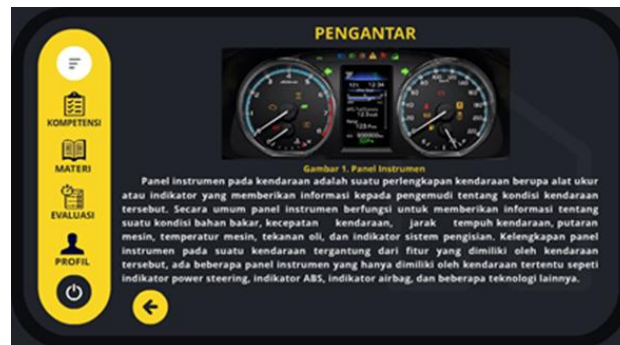 PENGANTAR
KOMPETENSI
MATERI
EVALUASI
PROFIL
Gambar 1. Panel Instrumen
Panel instrumen pada kendaraan adalah suatu perlengkapan kendaraan berupa alat ukur
atau indikator yang memberikan informasi kepada pengemudi tentang kondisi kendaraan
tersebut. Secara umum panel instrumen berfungsi untuk memberikan informasi tentang
suatu kondisi bahan bakar, kecepatan kendaraan, jarak tempuh kendaraan, putaran
mesin, temperatur mesin, tekanan oli, dan indikator sistem pengisian. Kelengkapan panel
instrumen pada suatu kendaraan tergantung dari fitur yang dimiliki oleh kendaraan
tersebut, ada beberapa panel instrumen yang hanya dimiliki oleh kendaraan tertentu sepeti
indikator power steering, indikator ABS, indikator airbag, dan beberapa teknologi lainnya.